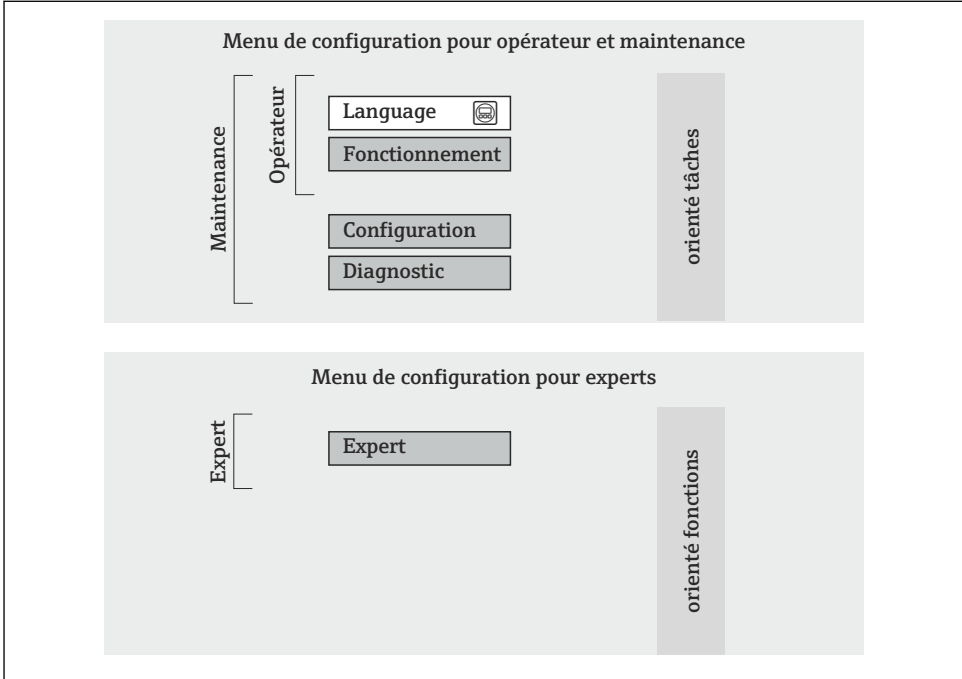 Menu de configuration pour opérateur et maintenance
Maintenance
Opérateur
Language
Fonctionnement
Configuration
Diagnostic
orienté tâches
Menu de configuration pour experts
Expert
Expert
orienté fonctions